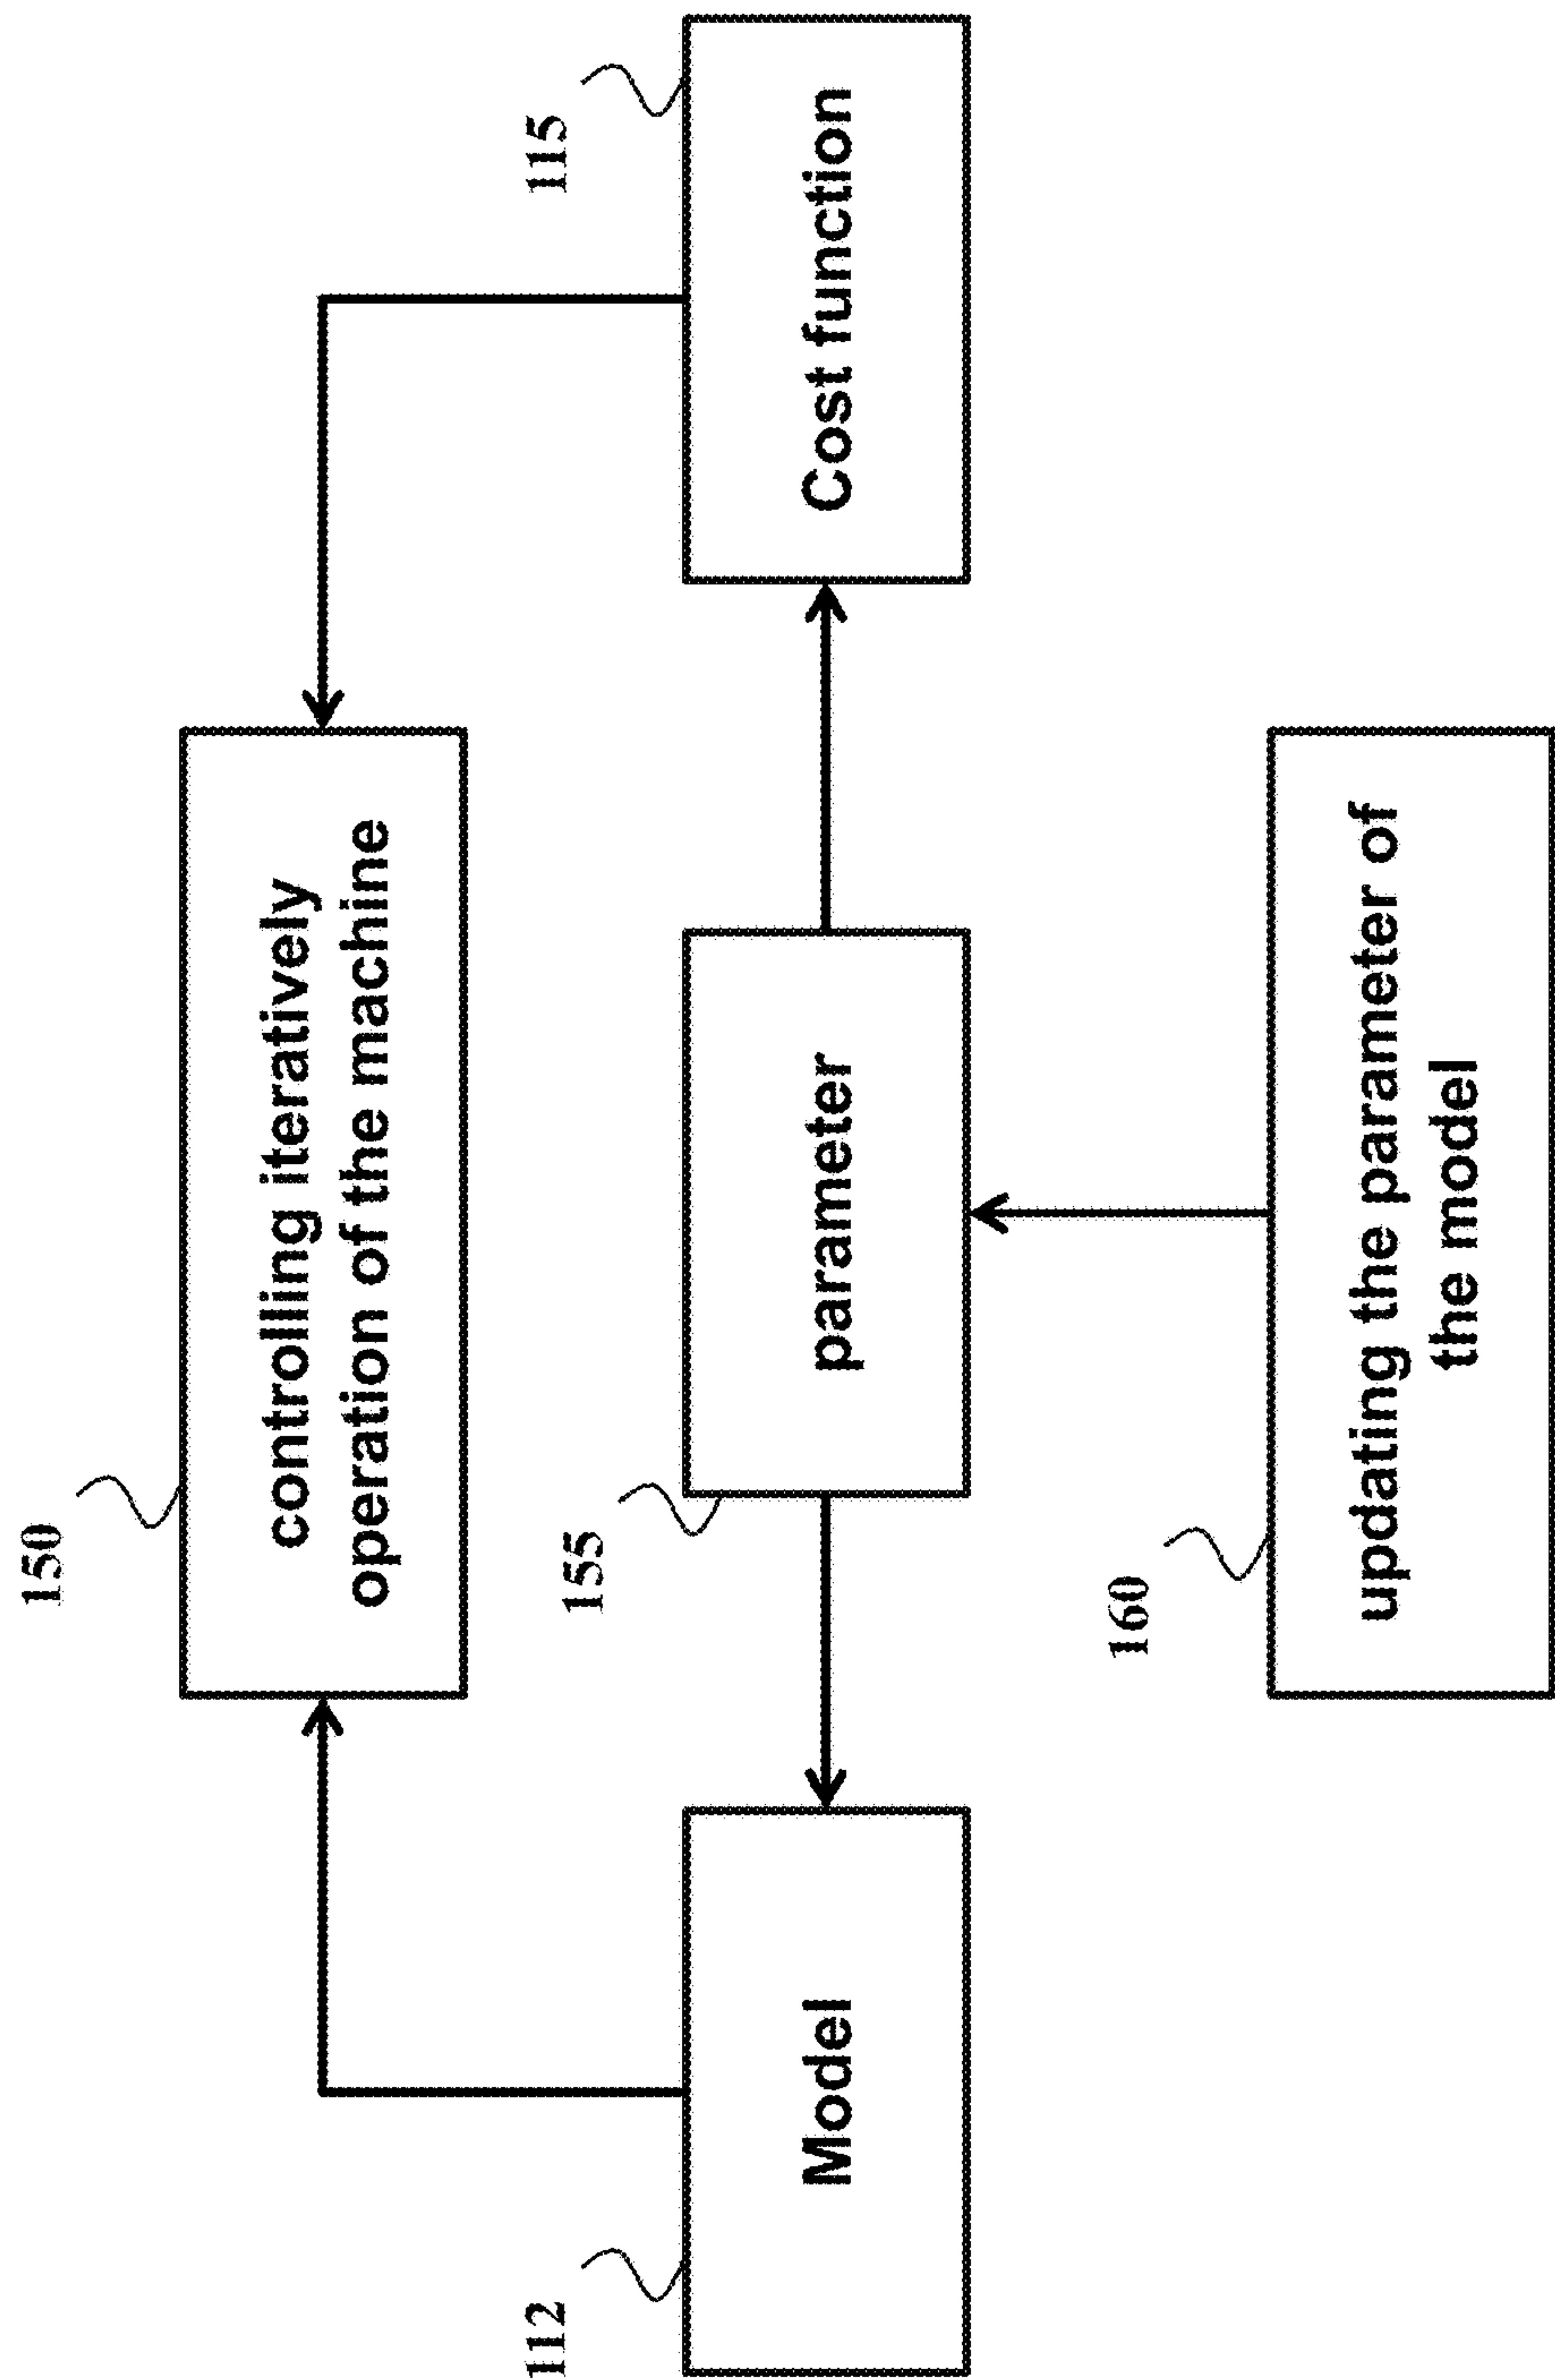 150
controlling iteratively
operation of the machine
112
Model
155
parameter
115
Cost function
160
updating the parameter of
the model